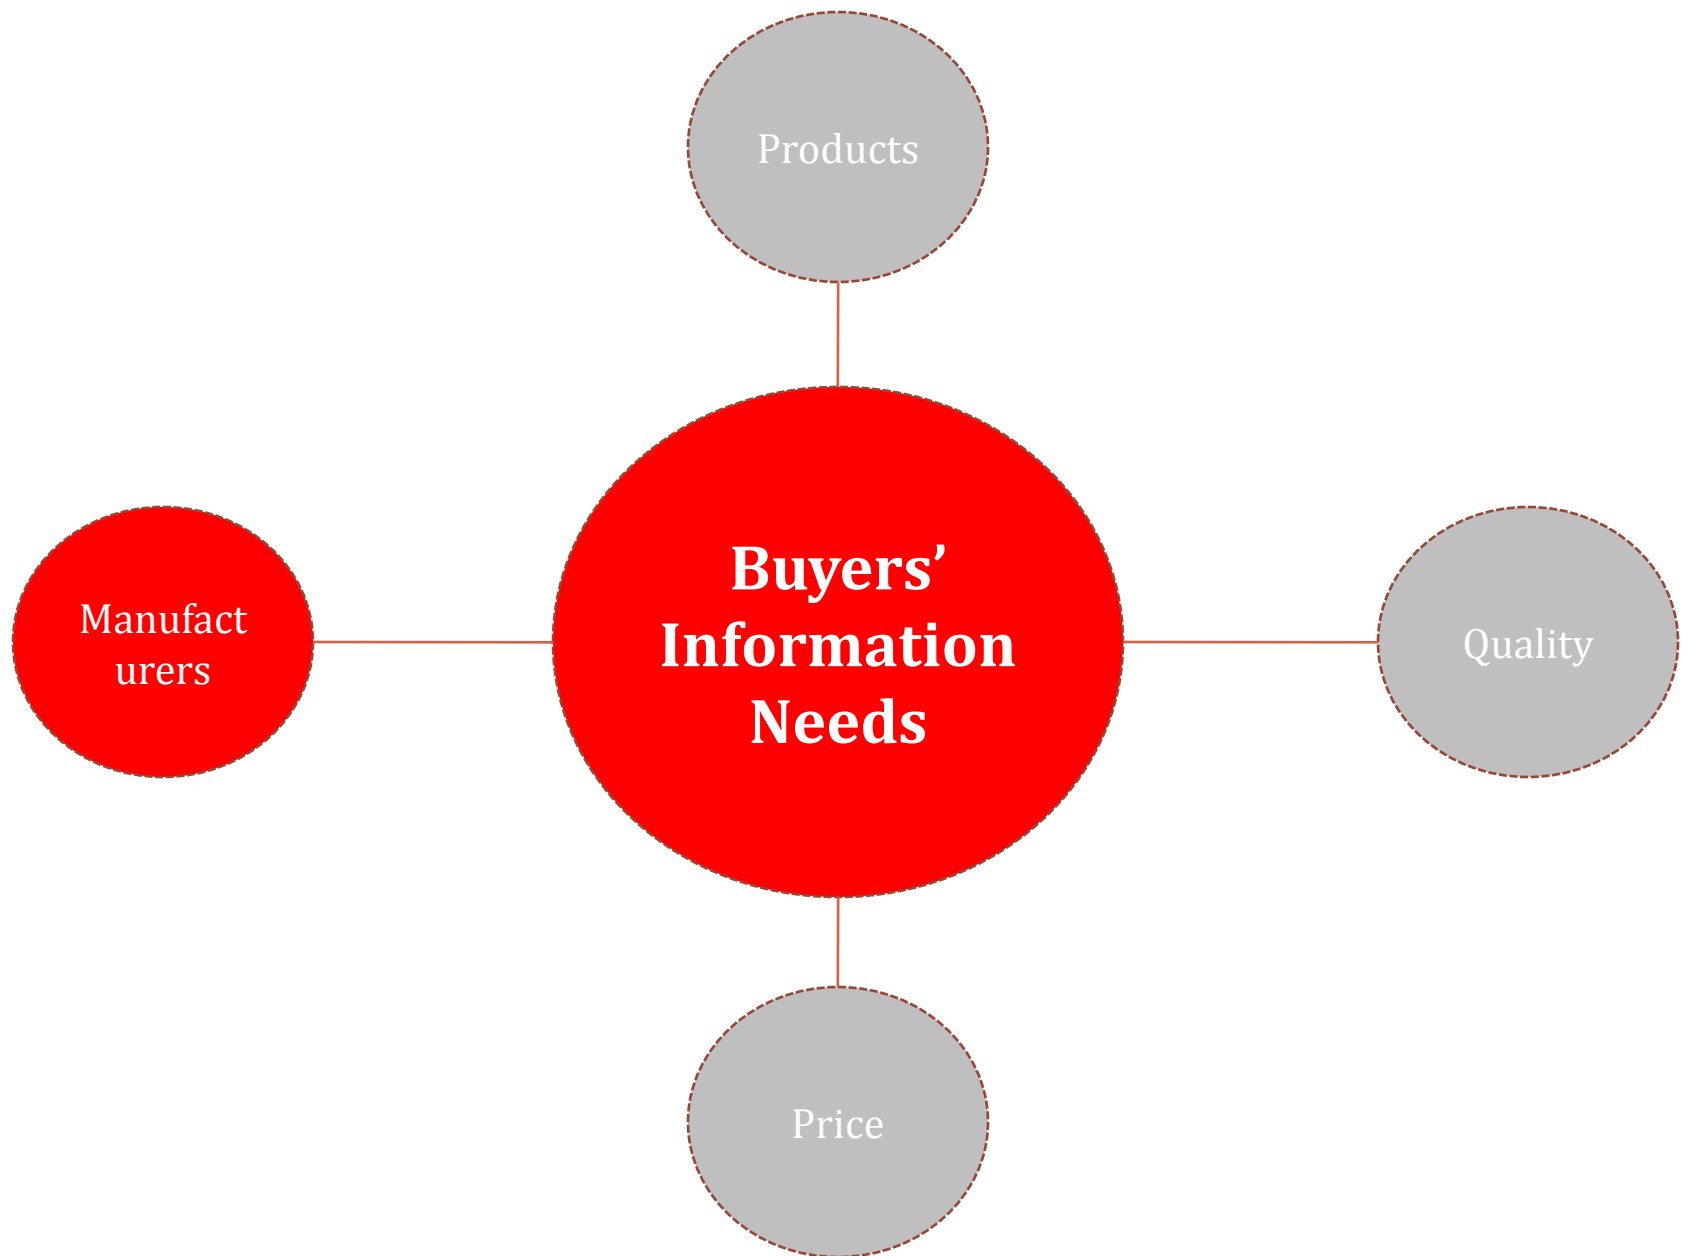 Products
Manufact
urers
Buyers’
Information
Needs
Quality
Price